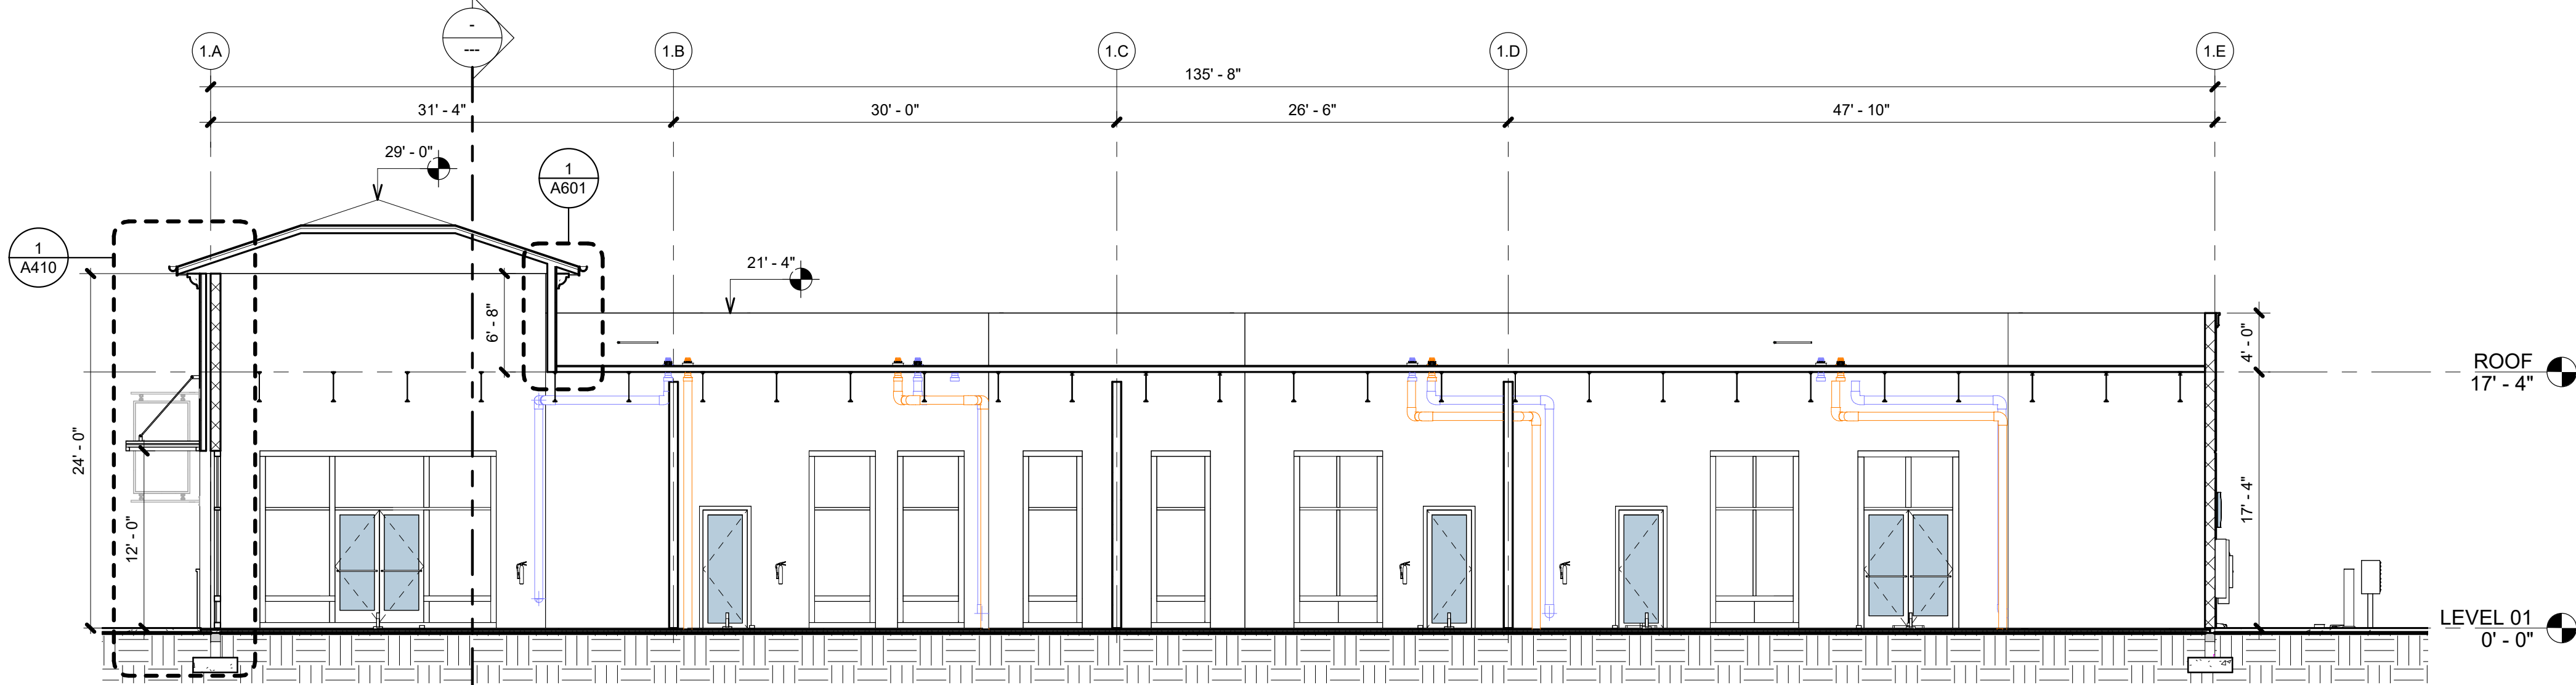 -
---
1.A
1.B
1.C
1.D
1.E
135' - 8"
31' - 4"
30' - 0"
26' - 6"
47' - 10"
29' - 0"
1
A601
1
A410
21' - 4"
6' - 8"
4' - 0"
ROOF
17' - 4"
24' - 0"
12' - 0"
17' - 4"
LEVEL 01
0' - 0"